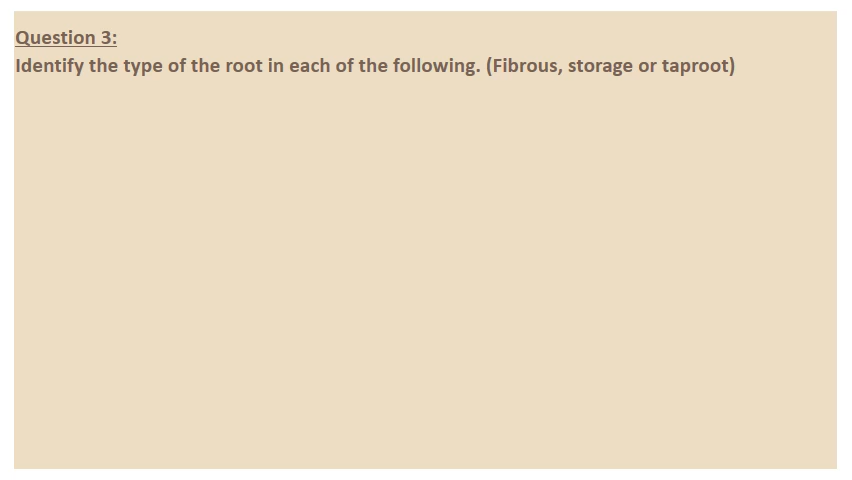 Question 3:
Identify the type of the root in each of the following. (Fibrous, storage or taproot)